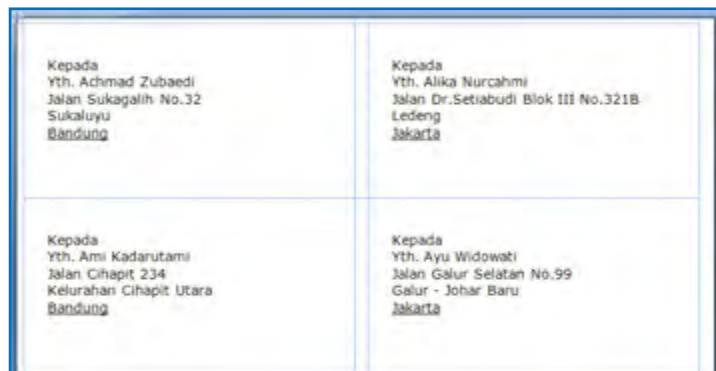 Kepada
Yth. Achmad Zubaedi
Jalan Sukagalih No.32
Sukaluyu
Bandung
Kepada
Yth. Alika Nurcahmi
Jalan Dr.Setiabudi Blok III No.321B
Ledeng
Jakarta
Kepada
Yth. Ami Kadarutami
Jalan Cihapit 234
Kelurahan Cihapit Utara
Bandung
Kepada
Yth. Ayu Widowati
Jalan Galur Selatan No.99
Galur - Johar Baru
Jakarta